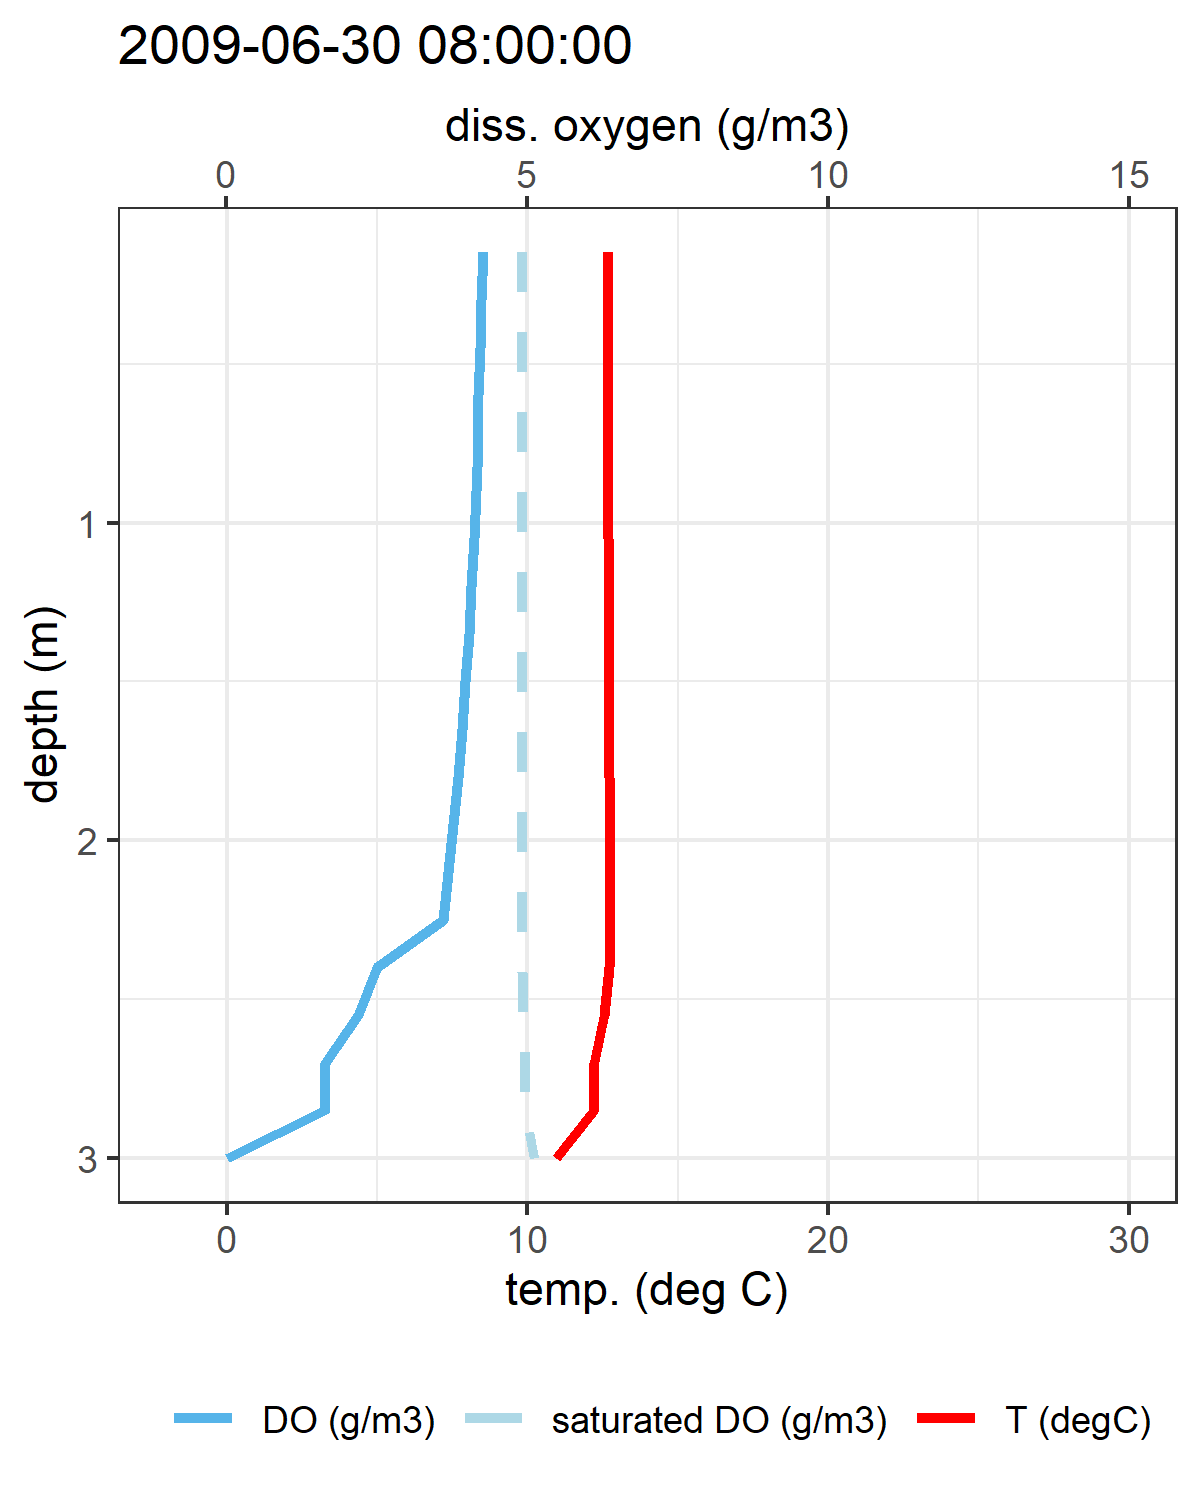 2009-06-30 08:00:00
diss. oxygen (g/m3)
0 5 10 15
depth (m)
1
2
3
0 10 20 30
temp. (deg C)
DO (g/m3) saturated DO (g/m3) T (degC)